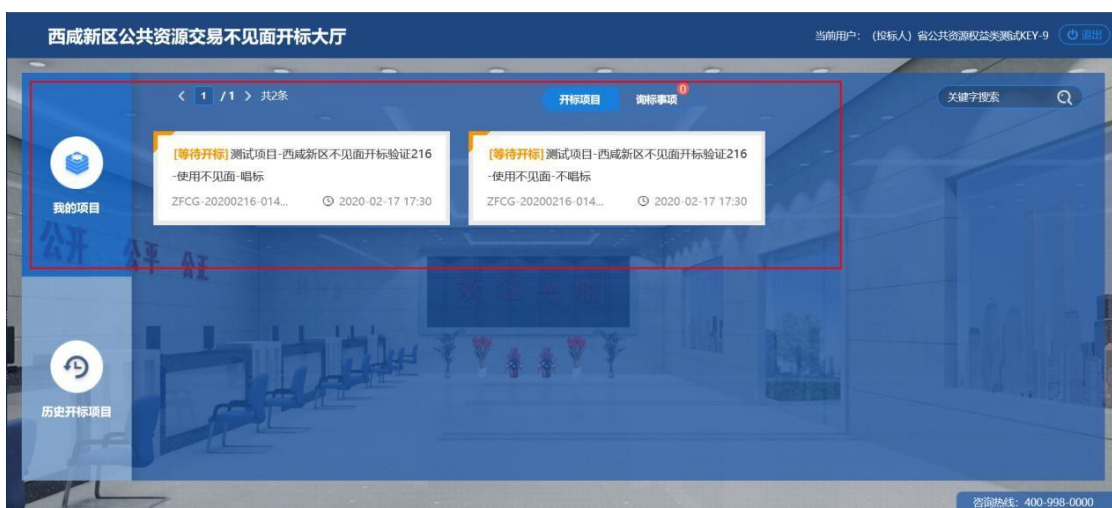 西咸新区公共资源交易不见面开标大厅
当前用户： （投标人）省公共资源权益类测试KEY-9
退出
1 / 1 共2条
开标项目
询标事项
0
关键字搜索
[等待开标]测试项目-西咸新区不见面开标验证216
-使用不见面-唱标
ZFCG-20200216-014...
2020-02-17 17:30
[等待开标]测试项目-西咸新区不见面开标验证216
-使用不见面-不唱标
ZFCG-20200216-014...
2020-02-17 17:30
我的项目
公开 公平 公正
历史开标项目
咨询热线：400-998-0000